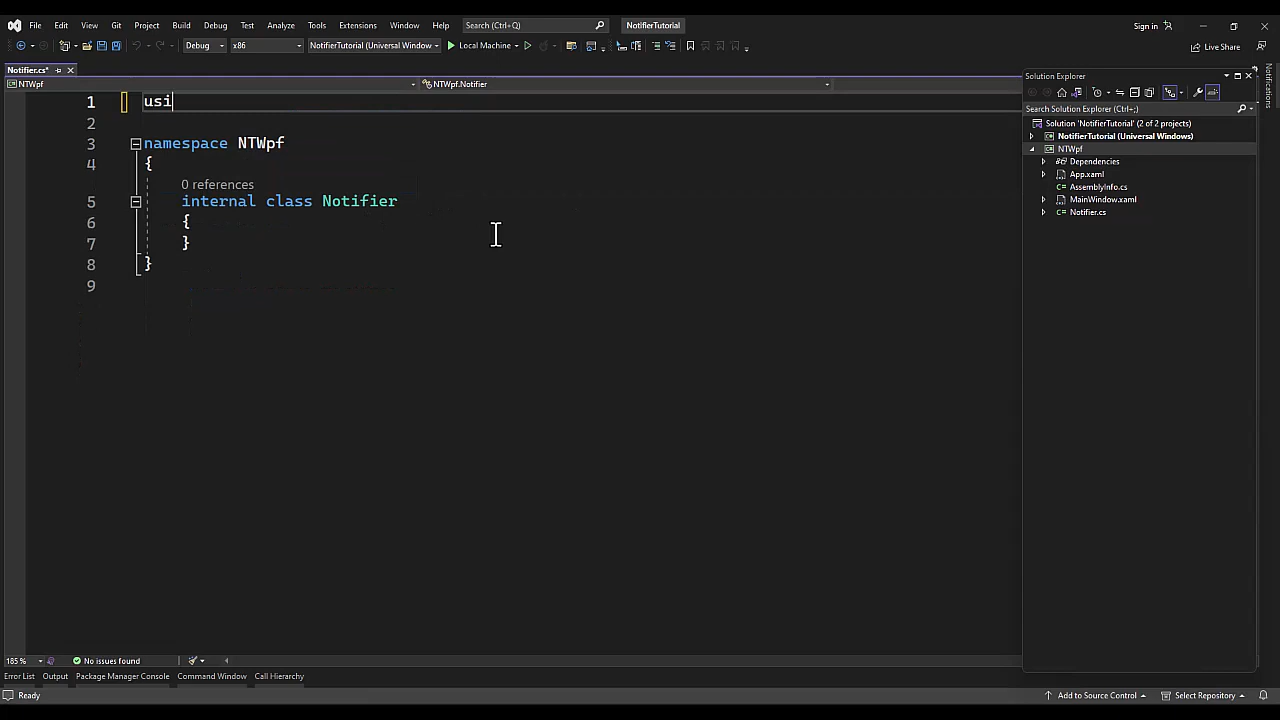 File Edit View Git Project Build Debug Test Analyze Tools Extensions Window Help Search (Ctrl+Q) NotifierTutorial Sign in
Debug x86 NotifierTutorial (Universal Window Local Machine Live Share
Notifier.cs*
NTWpf NTWpf.Notifier
1 usi
2
3 namespace NTWpf
4 {
0 references
5 internal class Notifier
6 {
7 }
8 }
9
Solution Explorer
Search Solution Explorer (Ctrl+;)
Solution 'NotifierTutorial' (2 of 2 projects)
NotifierTutorial (Universal Windows)
NTWpf
Dependencies
App.xaml
AssemblyInfo.cs
MainWindow.xaml
Notifier.cs
Notifications
185 % No issues found
Error List Output Package Manager Console Command Window Call Hierarchy
Ready Add to Source Control Select Repository